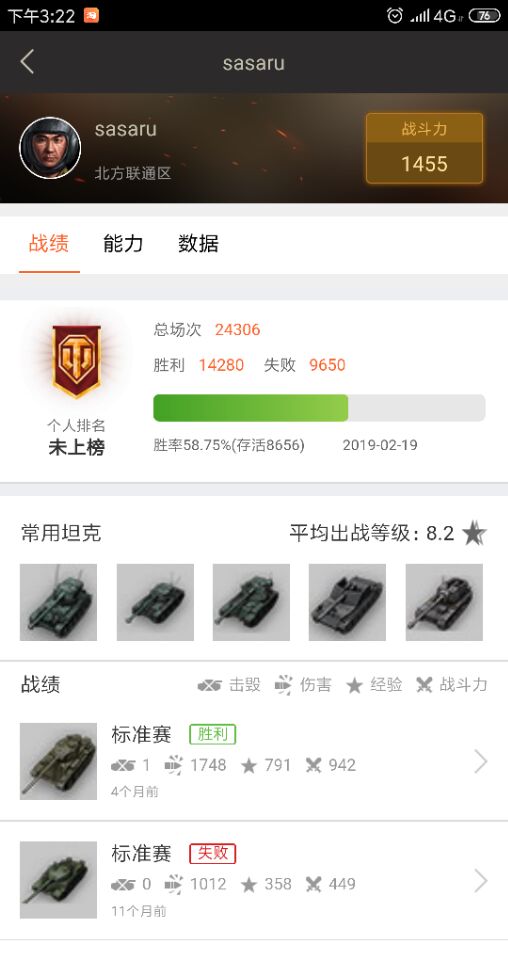 下午3:22
4G
76
sasaru
sasaru
北方联通区
战斗力
1455
战绩 能力 数据
总场次 24306
胜利 14280 失败 9650
个人排名
未上榜
胜率58.75%(存活8656) 2019-02-19
常用坦克 平均出战等级: 8.2
战绩 击毁 伤害 经验 战斗力
标准赛 胜利
1 1748 791 942
4个月前
标准赛 失败
0 1012 358 449
11个月前